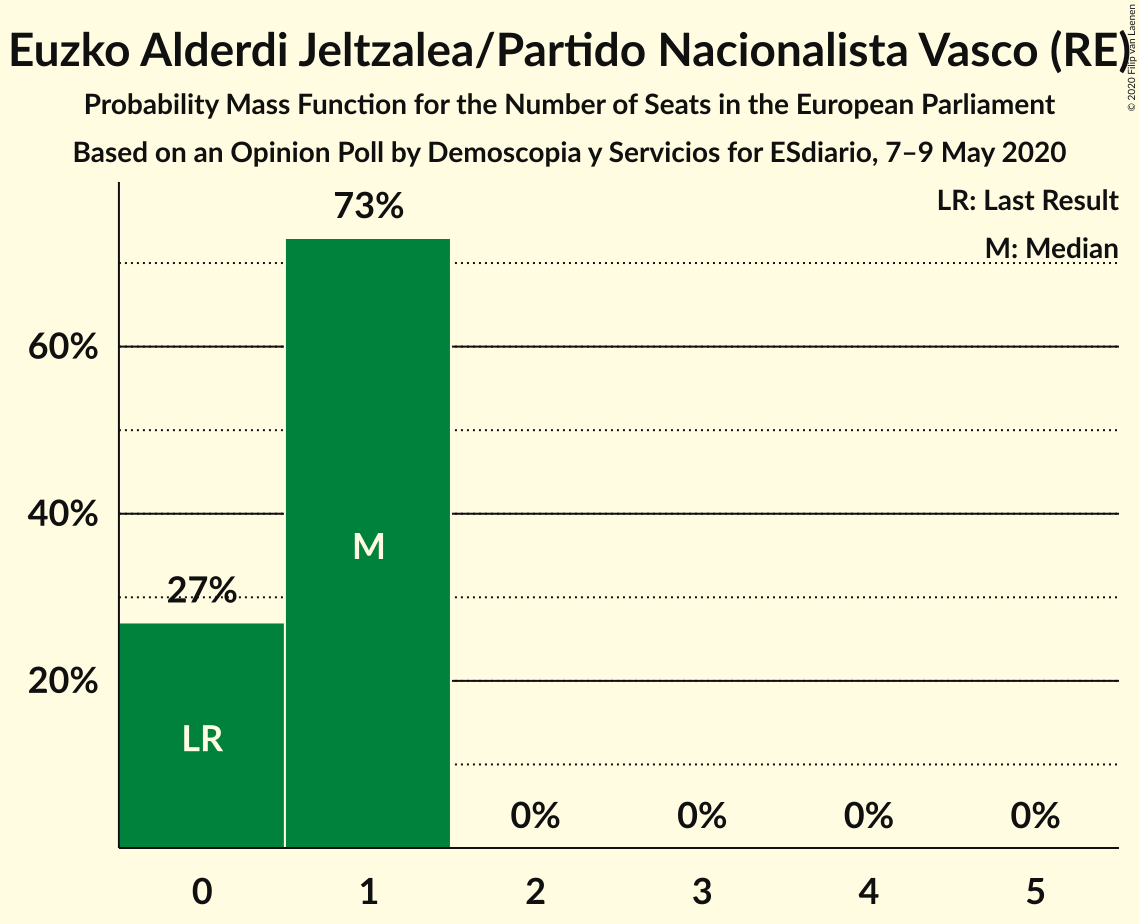 Euzko Alderdi Jeltzalea/Partido Nacionalista Vasco (RE)
© 2020 Filip van Laenen
Probability Mass Function for the Number of Seats in the European Parliament
Based on an Opinion Poll by Demoscopia y Servicios for ESdiario, 7–9 May 2020
LR: Last Result
M: Median
73%
60%
40%
M
27%
20%
LR
0% 0% 0% 0%
0 1 2 3 4 5